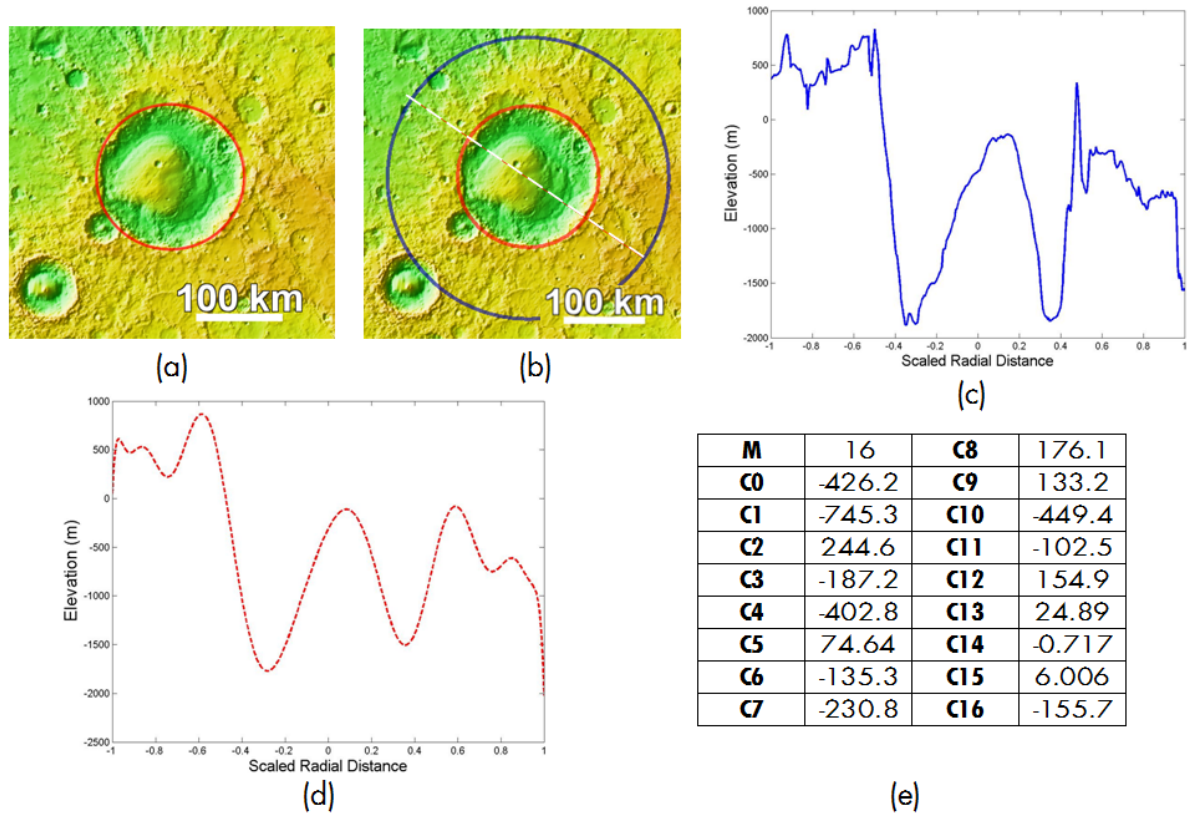 100 km
(a)
100 km
(b)
1000
500
0
-500
-1000
-1500
-2000
-1 -0.8 -0.6 -0.4 -0.2 0 0.2 0.4 0.6 0.8 1
Elevation (m)
Scaled Radial Distance
(c)
1000
500
0
-500
-1000
-1500
-2000
-2500
-1 -0.8 -0.6 -0.4 -0.2 0 0.2 0.4 0.6 0.8 1
Elevation (m)
Scaled Radial Distance
(d)
M 16 C8 176.1
C0 -426.2 C9 133.2
C1 -745.3 C10 -449.4
C2 244.6 C11 -102.5
C3 -187.2 C12 154.9
C4 -402.8 C13 24.89
C5 74.64 C14 -0.717
C6 -135.3 C15 6.006
C7 -230.8 C16 -155.7
(e)